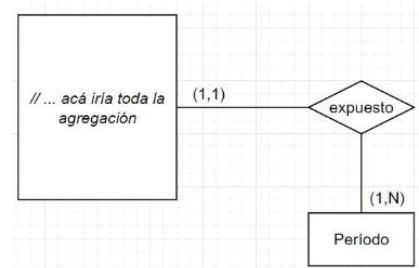 // ... acá iría toda la
agregación
(1,1)
expuesto
(1,N)
Período